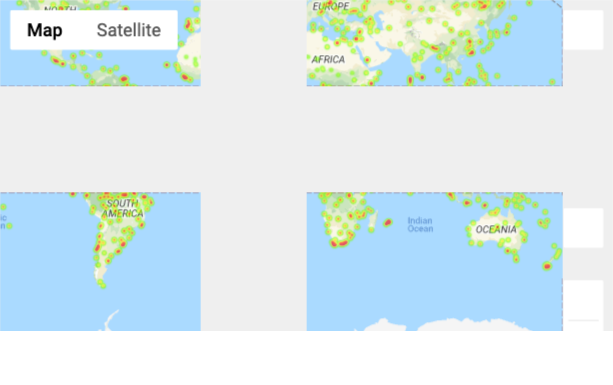 NORTH
Map Satellite
EUROPE
AFRICA
SOUTH
AMERICA
Indian
Ocean
OCEANIA